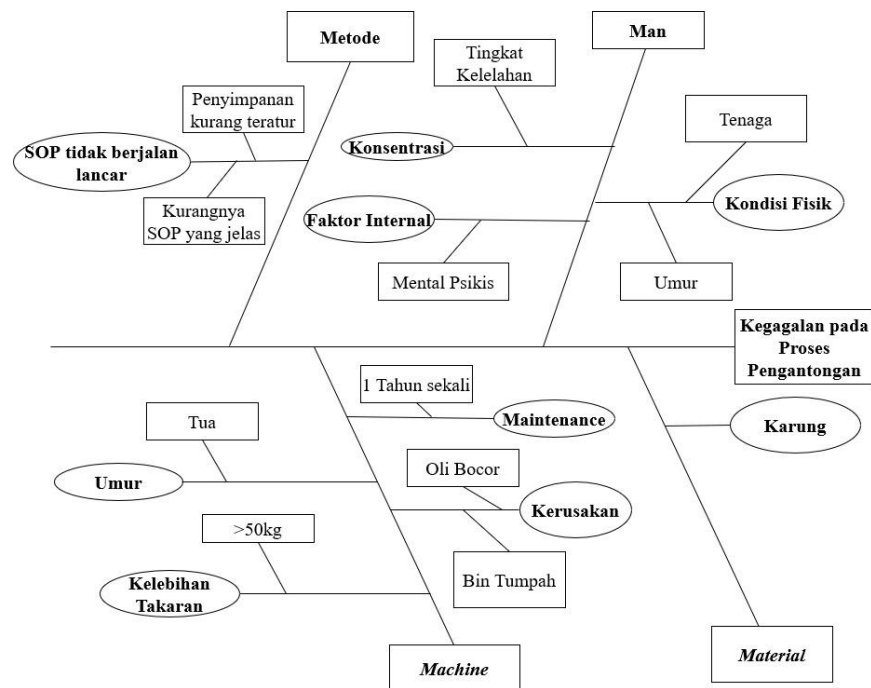 Metode
Man
Tingkat
Kelelahan
Penyimpanan
kurang teratur
Tenaga
Konsentrasi
SOP tidak berjalan
lancar
Kondisi Fisik
Kurangnya
SOP yang jelas
Faktor Internal
Mental Psikis
Umur
Kegagalan pada
Proses
Pengantongan
1 Tahun sekali
Maintenance
Karung
Tua
Oli Bocor
Umur
Kerusakan
>50kg
Bin Tumpah
Kelebihan
Takaran
Machine
Material